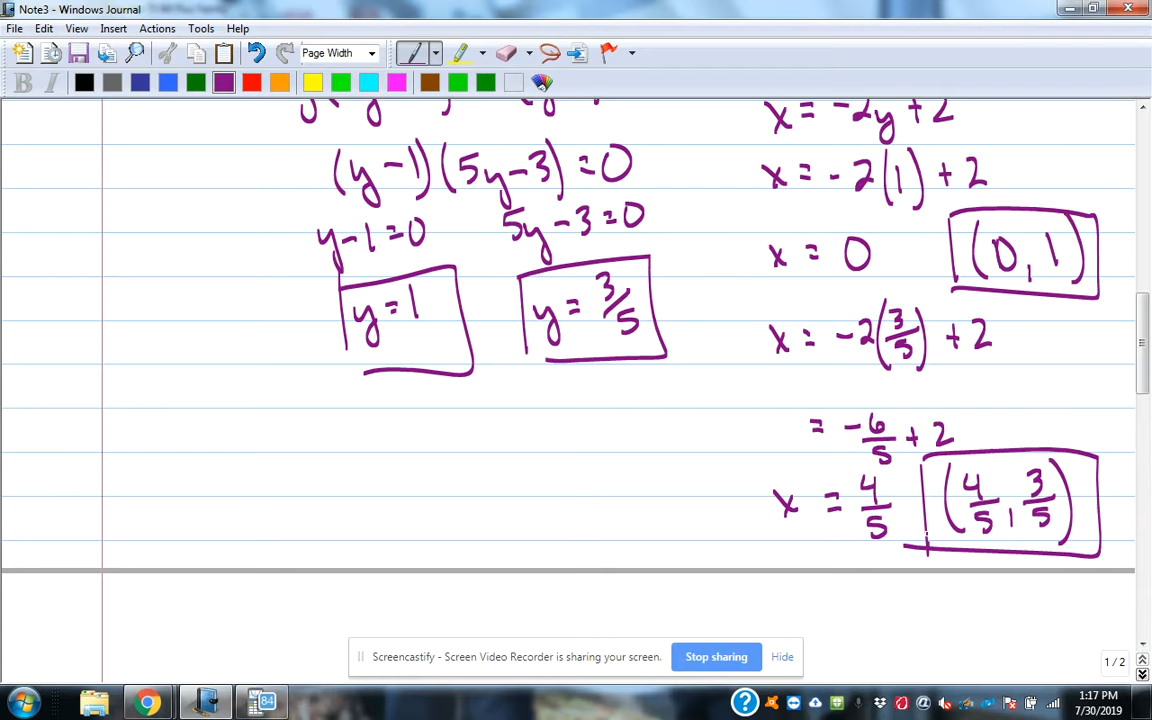 Note3 - Windows Journal
File Edit View Insert Actions Tools Help
Page Width
B I
x = -2y + 2
(y - 1)(5y - 3) = 0
x = -2(1) + 2
y - 1 = 0 5y - 3 = 0
x = 0 (0, 1)
y = 1 y = 3/5
x = -2(3/5) + 2
= -6/5 + 2
x = 4/5 (4/5, 3/5)
Screencastify - Screen Video Recorder is sharing your screen. Stop sharing Hide
1 / 2
84
1:17 PM
7/30/2019